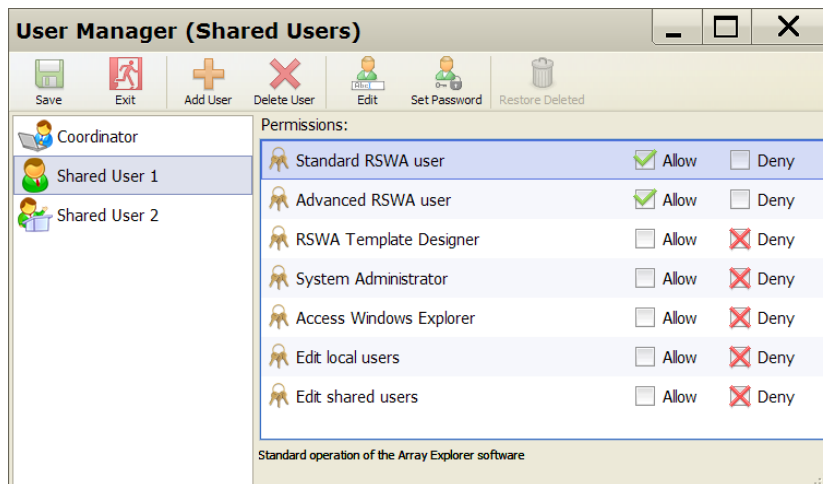 User Manager (Shared Users)
Save Exit Add User Delete User Abc Edit Set Password Restore Deleted
Permissions:
Coordinator
Shared User 1
Shared User 2
Standard RSWA user Allow Deny
Advanced RSWA user Allow Deny
RSWA Template Designer Allow Deny
System Administrator Allow Deny
Access Windows Explorer Allow Deny
Edit local users Allow Deny
Edit shared users Allow Deny
Standard operation of the Array Explorer software